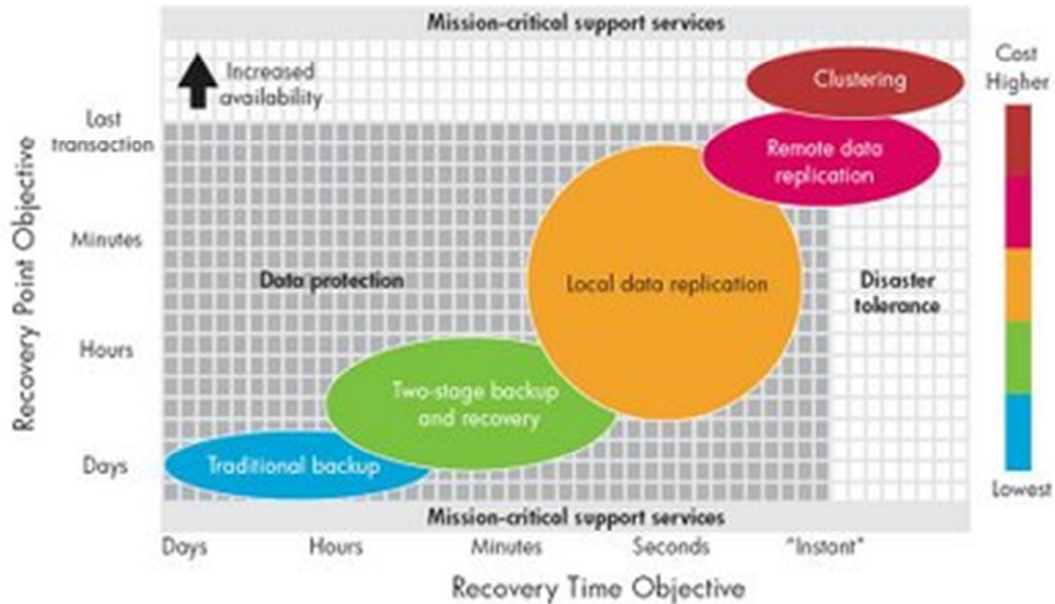 Mission-critical support services
Increased
availability
Clustering
Cost
Higher
Lost
transaction
Remote data
replication
Recovery Point Objective
Minutes
Data protection
Local data replication
Disaster
tolerance
Hours
Two-stage backup
and recovery
Days
Traditional backup
Lowest
Mission-critical support services
Days
Hours
Minutes
Seconds
"Instant"
Recovery Time Objective